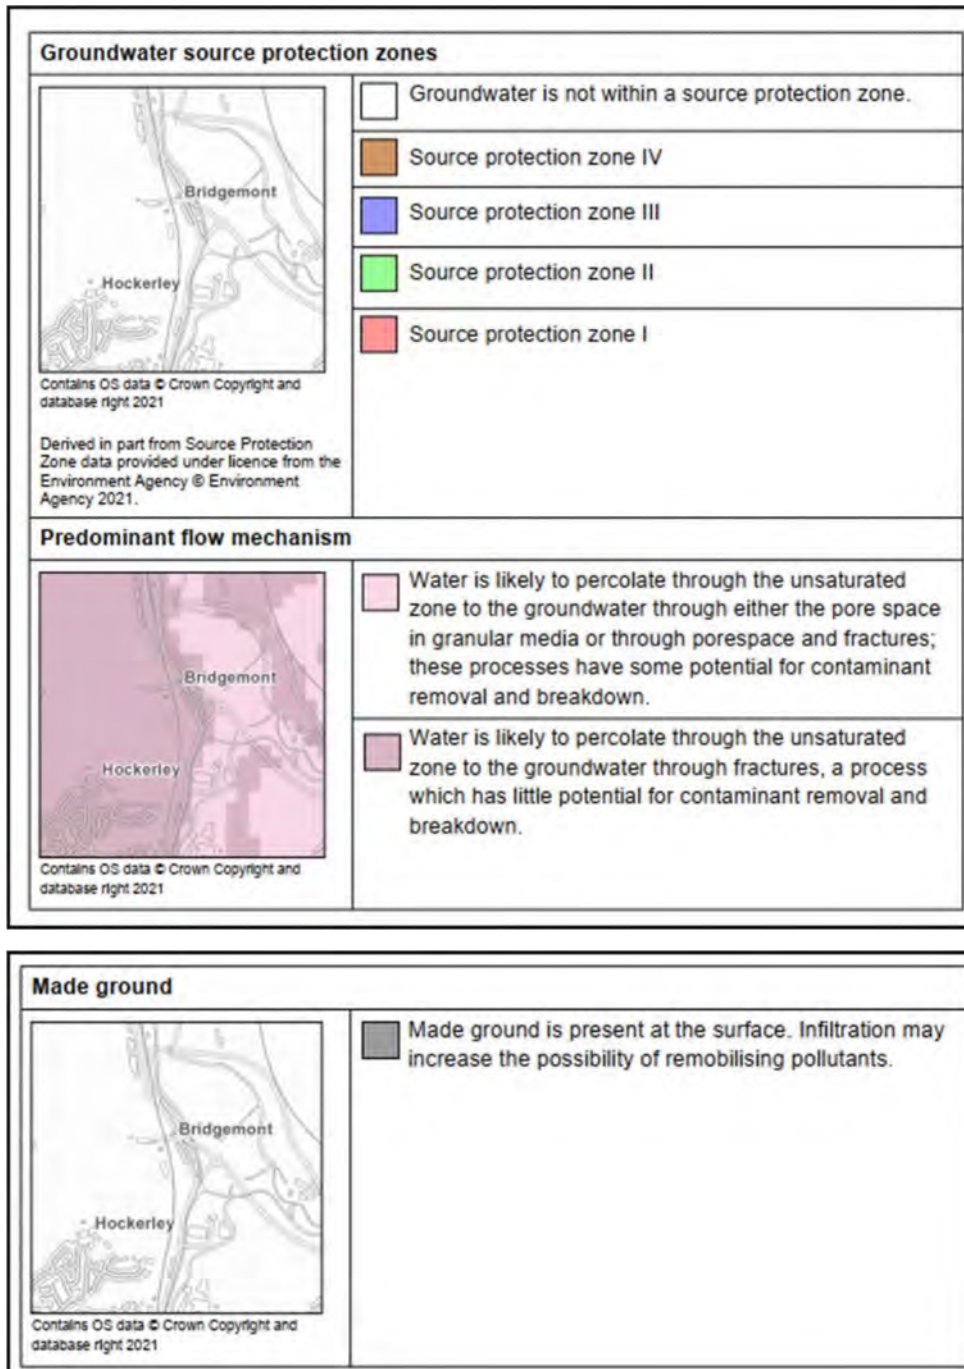 Groundwater source protection zones
Bridgemont
Hockerley
Contains OS data © Crown Copyright and
database right 2021
Derived in part from Source Protection
Zone data provided under licence from the
Environment Agency © Environment
Agency 2021.
Groundwater is not within a source protection zone.
Source protection zone IV
Source protection zone III
Source protection zone II
Source protection zone I
Predominant flow mechanism
Bridgemont
Hockerley
Contains OS data © Crown Copyright and
database right 2021
Water is likely to percolate through the unsaturated
zone to the groundwater through either the pore space
in granular media or through porespace and fractures;
these processes have some potential for contaminant
removal and breakdown.
Water is likely to percolate through the unsaturated
zone to the groundwater through fractures, a process
which has little potential for contaminant removal and
breakdown.
Made ground
Bridgemont
Hockerley
Contains OS data © Crown Copyright and
database right 2021
Made ground is present at the surface. Infiltration may
increase the possibility of remobilising pollutants.